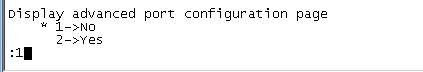 Display advanced port configuration page
* 1->No
2->Yes
:1